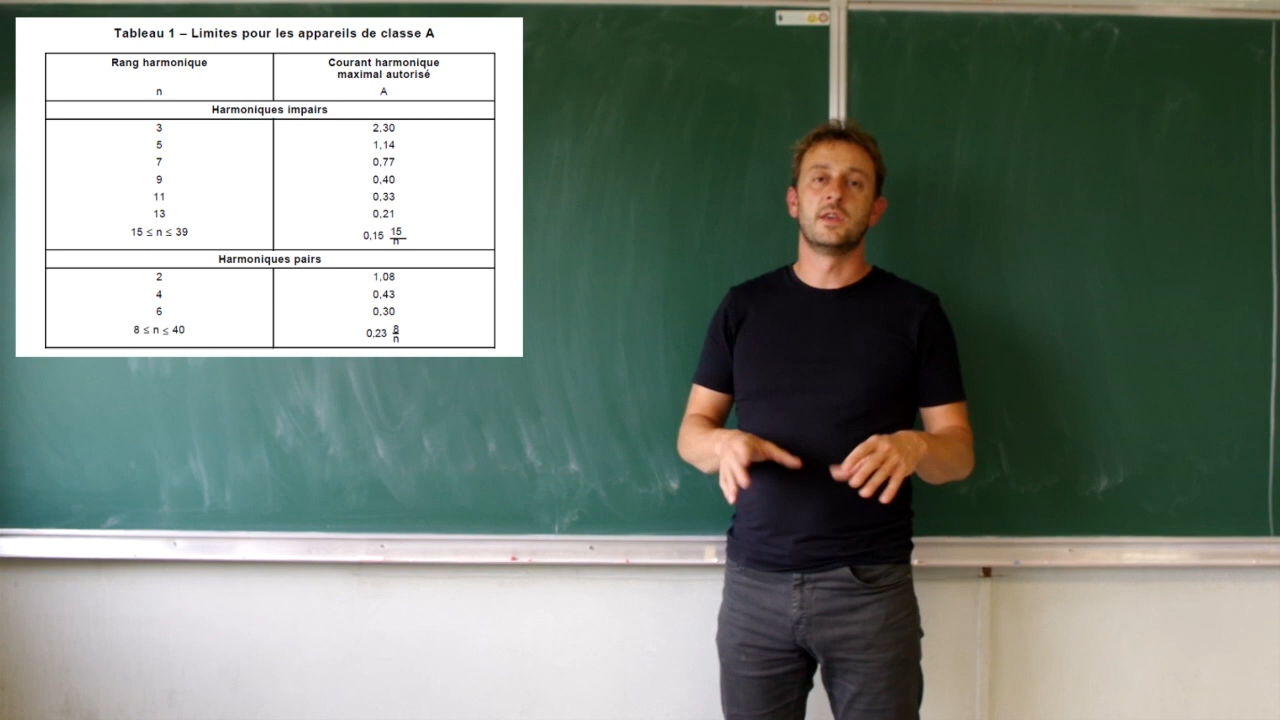 Tableau 1 – Limites pour les appareils de classe A
Rang harmonique
n
Courant harmonique
maximal autorisé
A
Harmoniques impairs
3 2,30
5 1,14
7 0,77
9 0,40
11 0,33
13 0,21
15 ≤ n ≤ 39 0,15 15/n
Harmoniques pairs
2 1,08
4 0,43
6 0,30
8 ≤ n ≤ 40 0,23 8/n